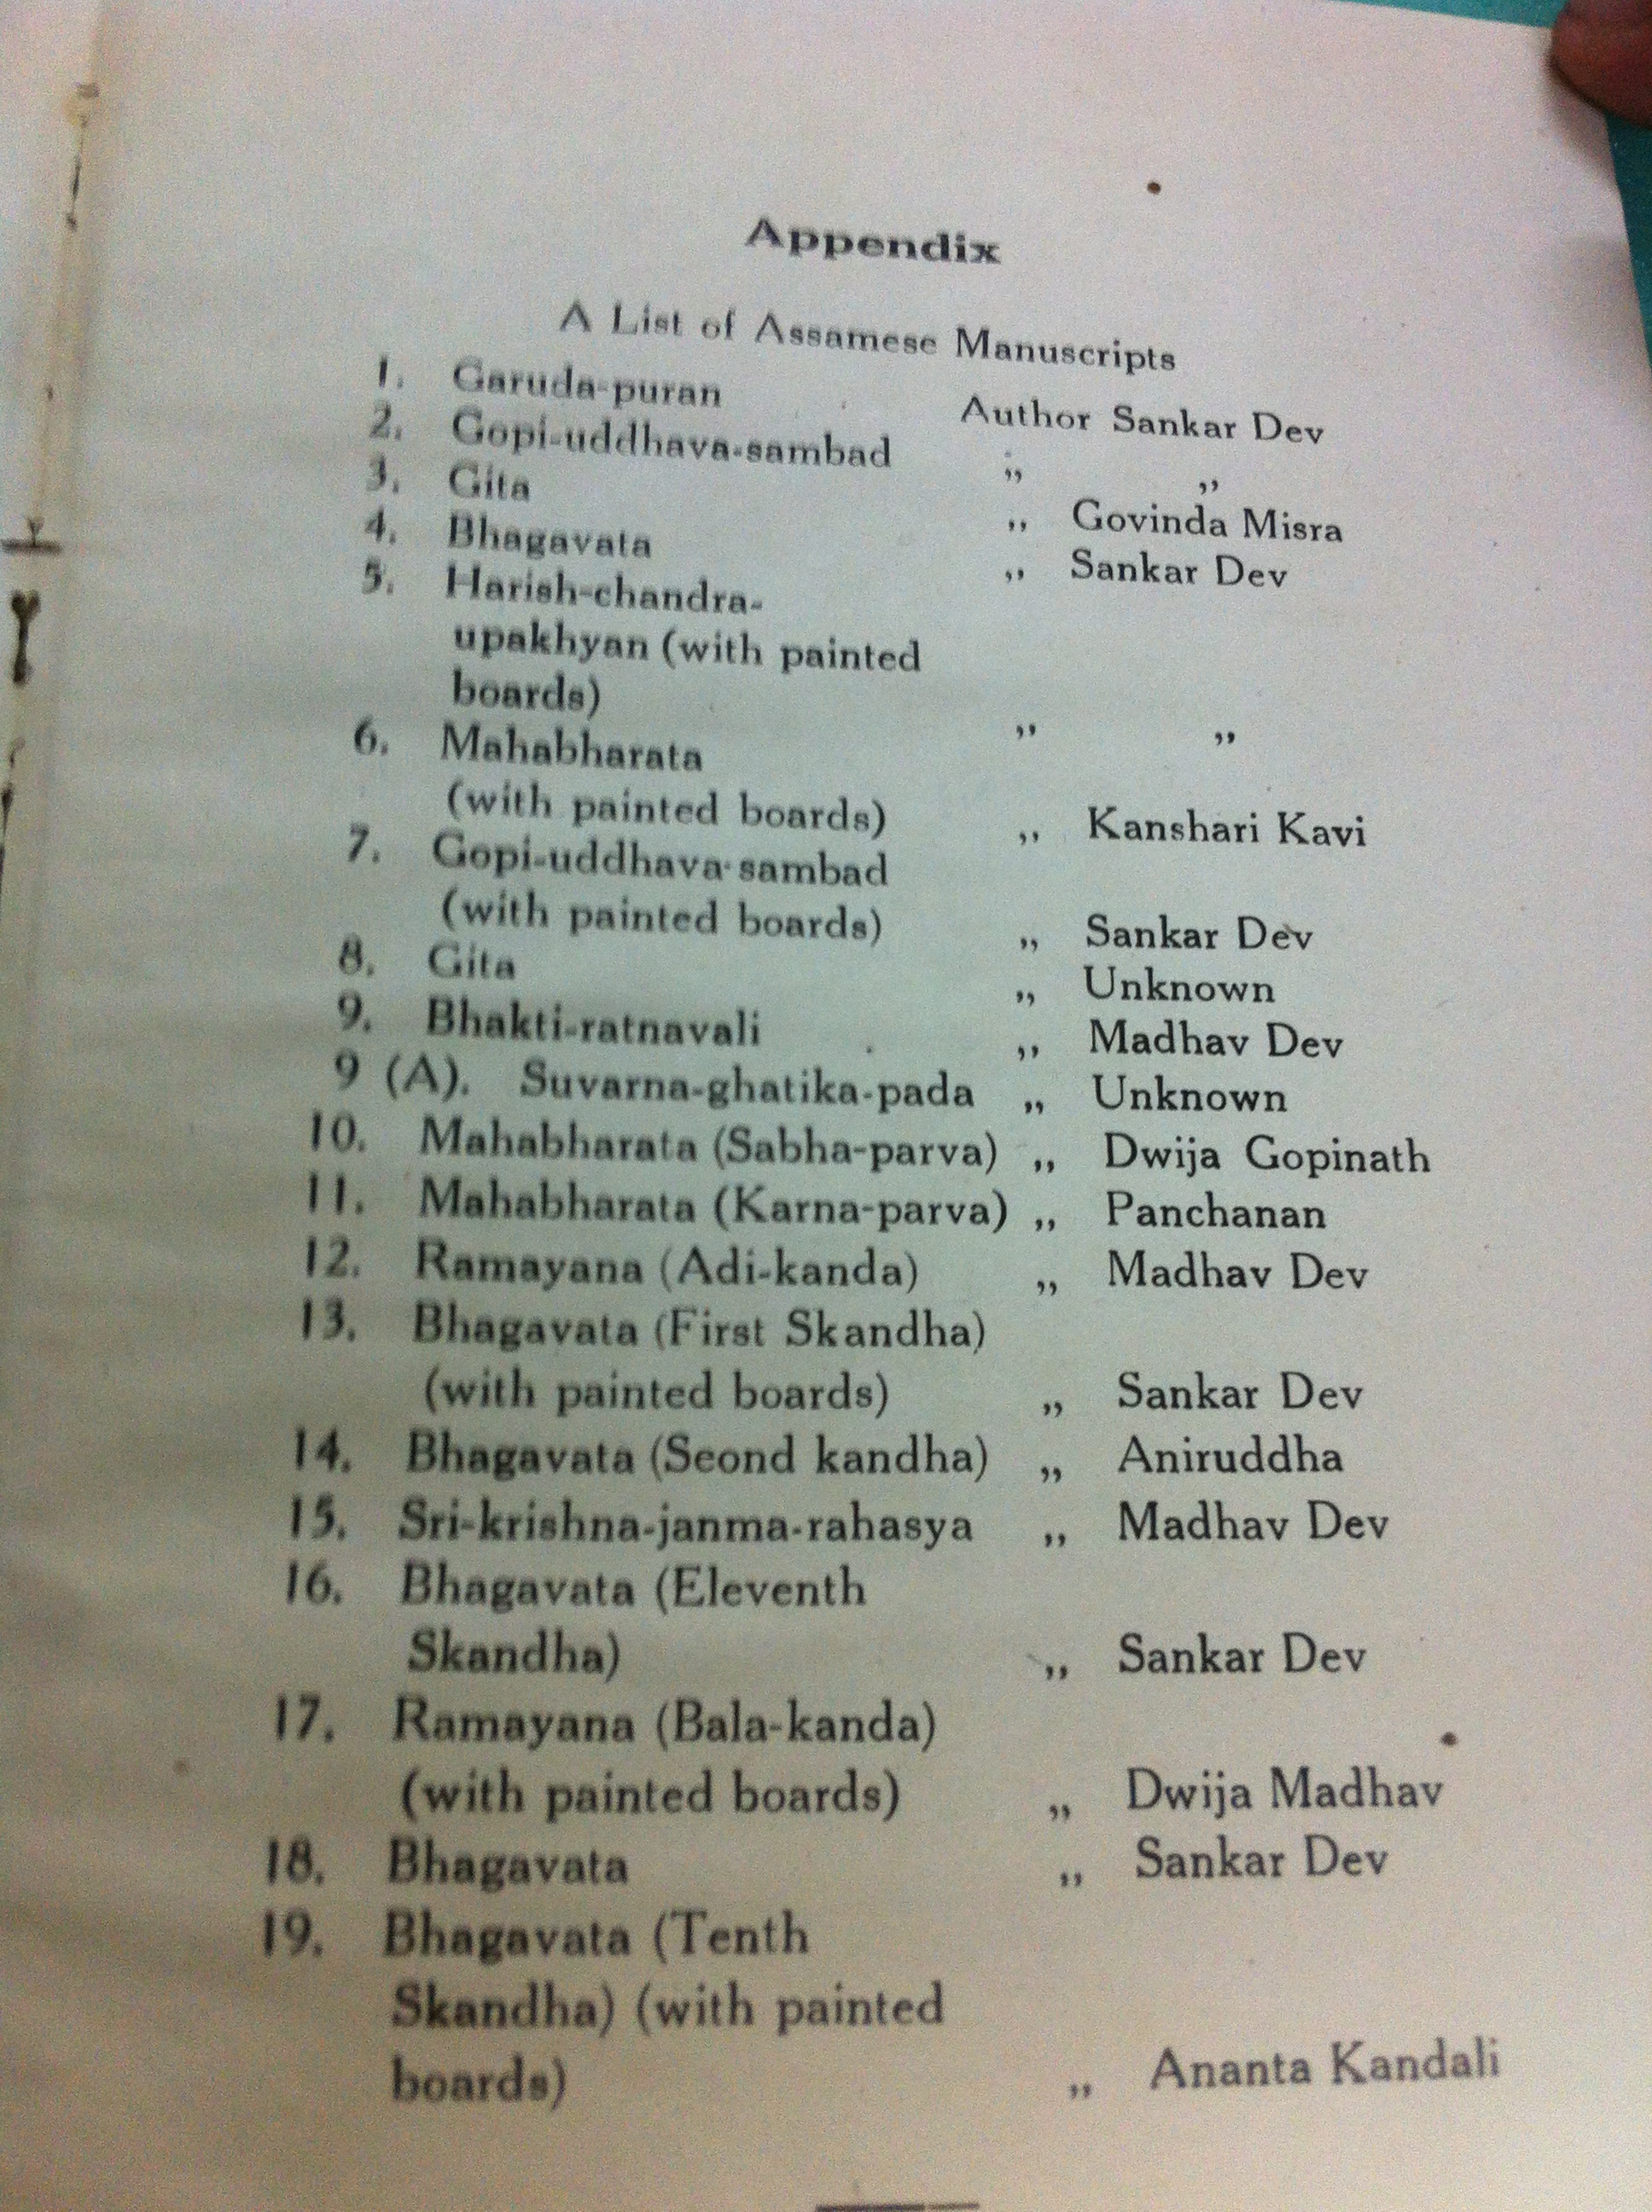 Appendix
A List of Assamese Manuscripts
1. Garuda-puran Author Sankar Dev
2. Gopi-uddhava-sambad „ „
3. Gita „ Govinda Misra
4. Bhagavata „ Sankar Dev
5. Harish-chandra-
upakhyan (with painted
boards) „ „
6. Mahabharata
(with painted boards) „ Kanshari Kavi
7. Gopi-uddhava-sambad
(with painted boards) „ Sankar Dev
8. Gita „ Unknown
9. Bhakti-ratnavali „ Madhav Dev
9 (A). Suvarna-ghatika-pada „ Unknown
10. Mahabharata (Sabha-parva) „ Dwija Gopinath
11. Mahabharata (Karna-parva) „ Panchanan
12. Ramayana (Adi-kanda) „ Madhav Dev
13. Bhagavata (First Skandha)
(with painted boards) „ Sankar Dev
14. Bhagavata (Seond kandha) „ Aniruddha
15. Sri-krishna-janma-rahasya „ Madhav Dev
16. Bhagavata (Eleventh
Skandha) „ Sankar Dev
17. Ramayana (Bala-kanda)
(with painted boards) „ Dwija Madhav
18. Bhagavata „ Sankar Dev
19. Bhagavata (Tenth
Skandha) (with painted
boards) „ Ananta Kandali